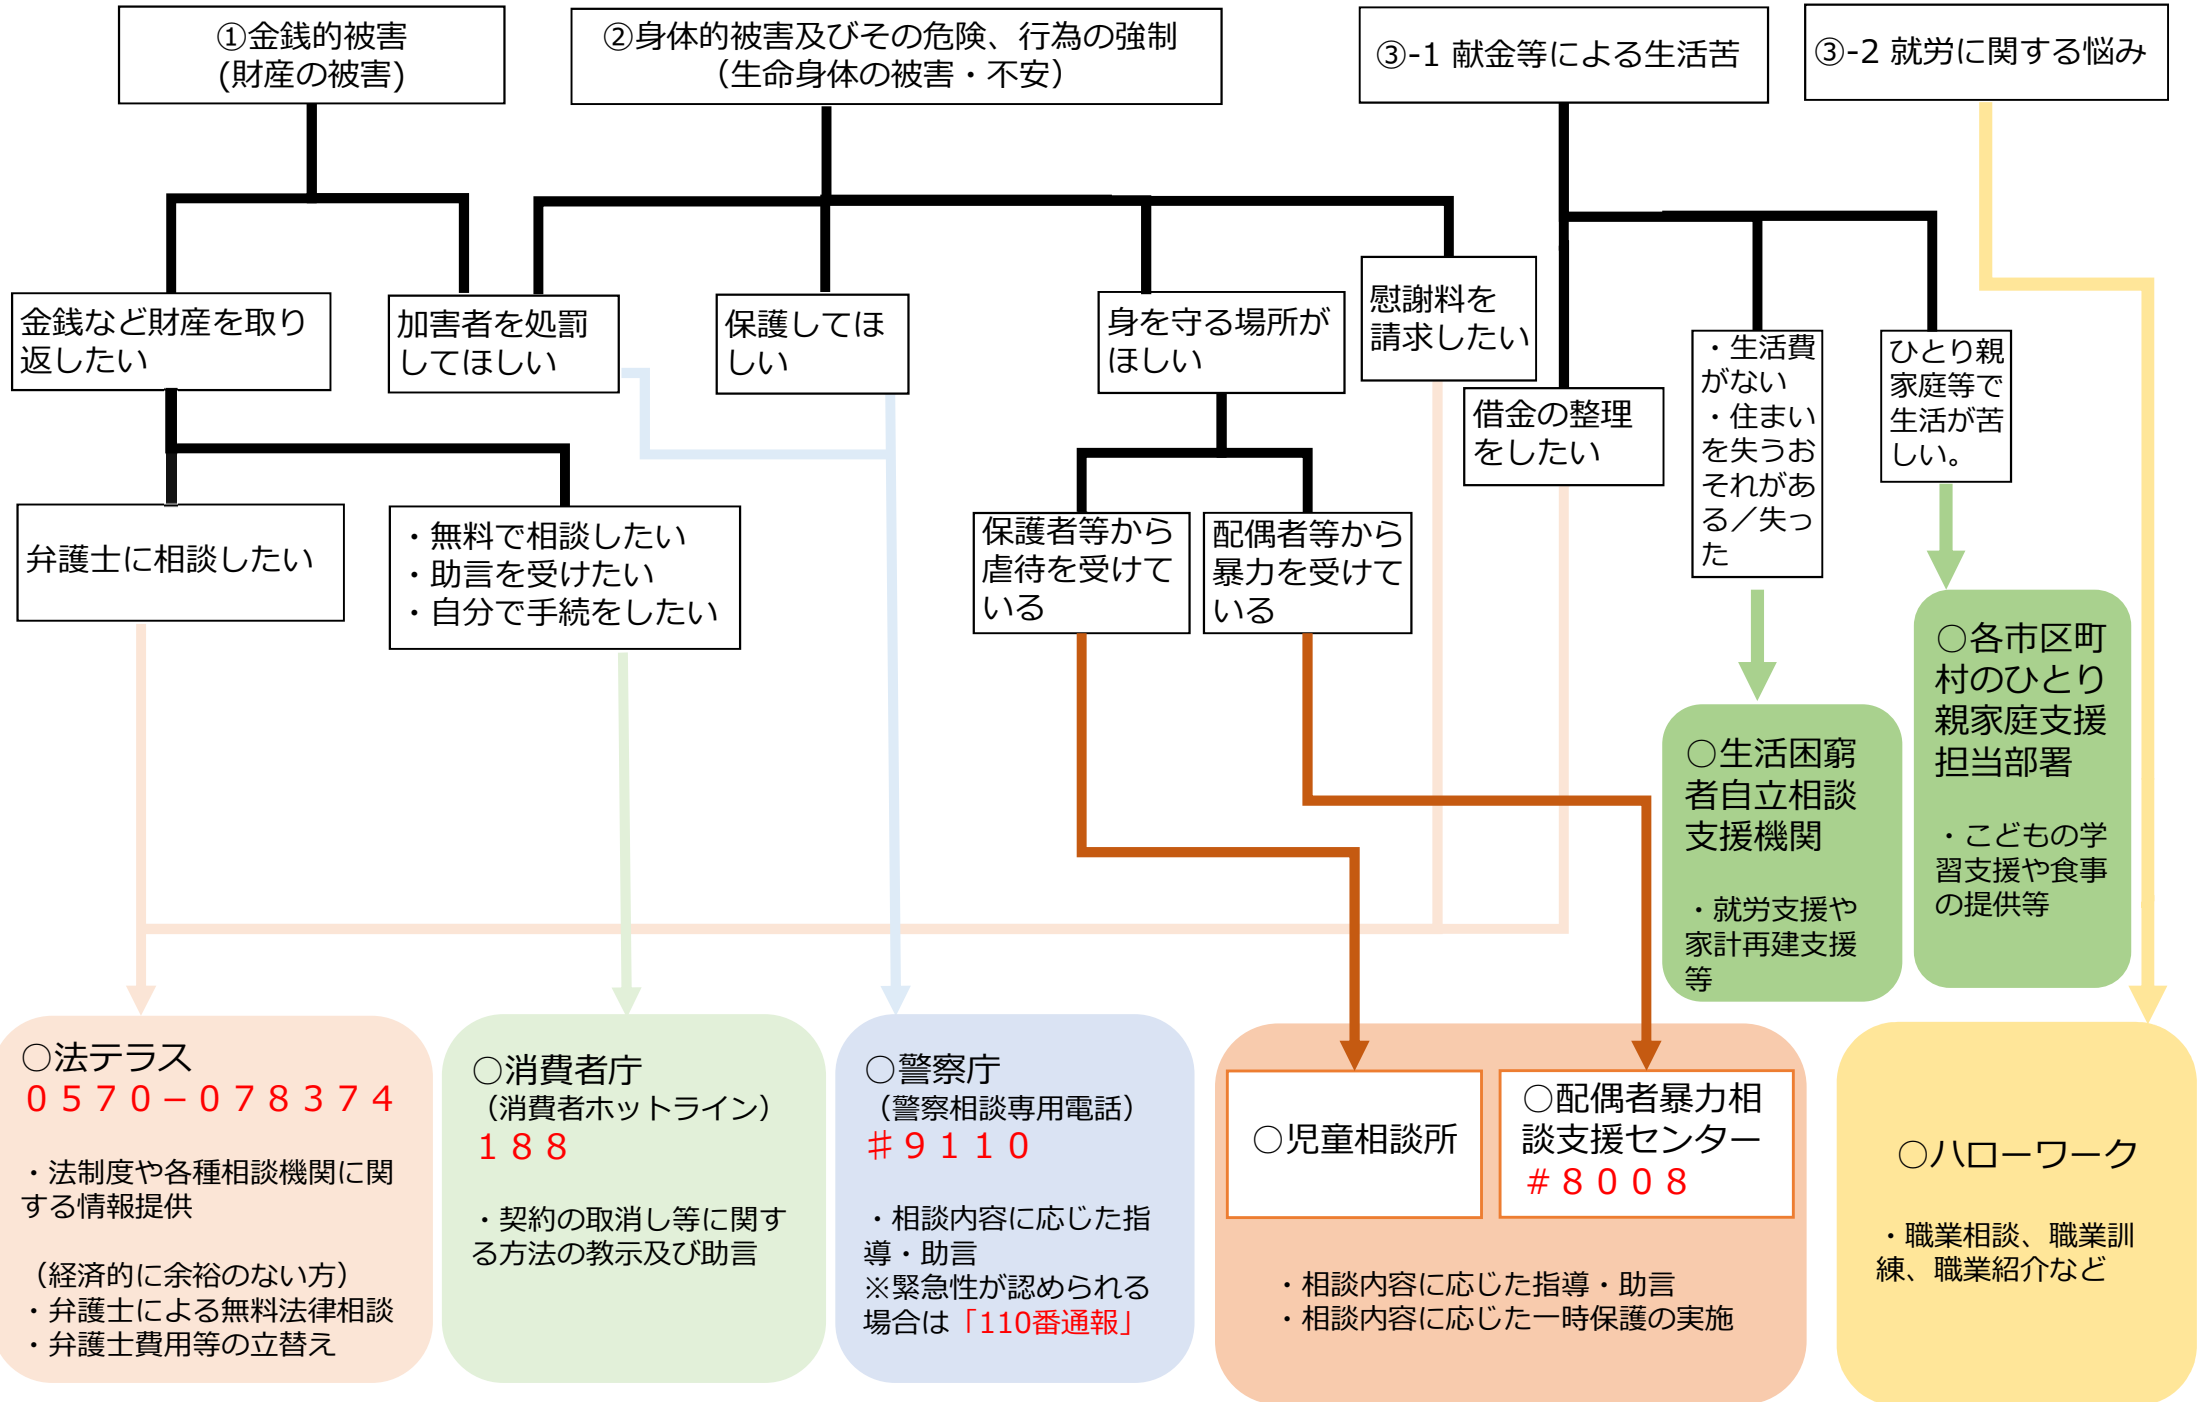 ①金銭的被害
(財産の被害)
②身体的被害及びその危険、行為の強制
（生命身体の被害・不安）
③-1 献金等による生活苦
③-2 就労に関する悩み
金銭など財産を取り
返したい
加害者を処罰
してほしい
保護してほ
しい
身を守る場所が
ほしい
慰謝料を
請求したい
借金の整理
をしたい
・生活費
がない
・住まい
を失うお
それがあ
る／失っ
た
ひとり親
家庭等で
生活が苦
しい。
弁護士に相談したい
・無料で相談したい
・助言を受けたい
・自分で手続をしたい
保護者等から
虐待を受けて
いる
配偶者等から
暴力を受けて
いる
○生活困窮
者自立相談
支援機関
・就労支援や
家計再建支援
等
○各市区町
村のひとり
親家庭支援
担当部署
・こどもの学
習支援や食事
の提供等
○法テラス
０５７０－０７８３７４
・法制度や各種相談機関に関
する情報提供
（経済的に余裕のない方）
・弁護士による無料法律相談
・弁護士費用等の立替え
○消費者庁
（消費者ホットライン）
１８８
・契約の取消し等に関す
る方法の教示及び助言
○警察庁
（警察相談専用電話）
♯９１１０
・相談内容に応じた指
導・助言
※緊急性が認められる
場合は「110番通報」
○児童相談所
○配偶者暴力相
談支援センター
＃８００８
・相談内容に応じた指導・助言
・相談内容に応じた一時保護の実施
○ハローワーク
・職業相談、職業訓
練、職業紹介など